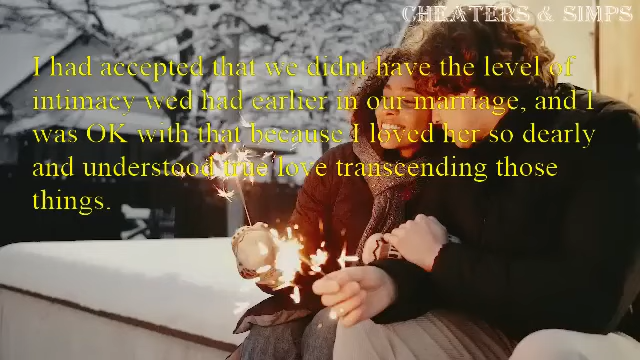 CHEATERS & SIMPS
I had accepted that we didnt have the level of
intimacy wed had earlier in our marriage, and I
was OK with that because I loved her so dearly
and understood true love transcending those
things.